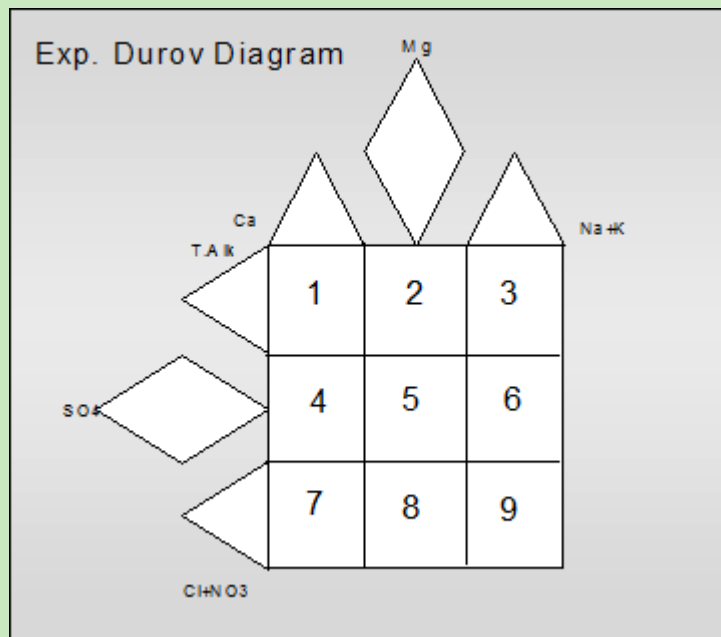 Exp. Durov Diagram
Mg
Ca
Na+K
T.Alk
1 2 3
SO4
4 5 6
7 8 9
Cl+NO3